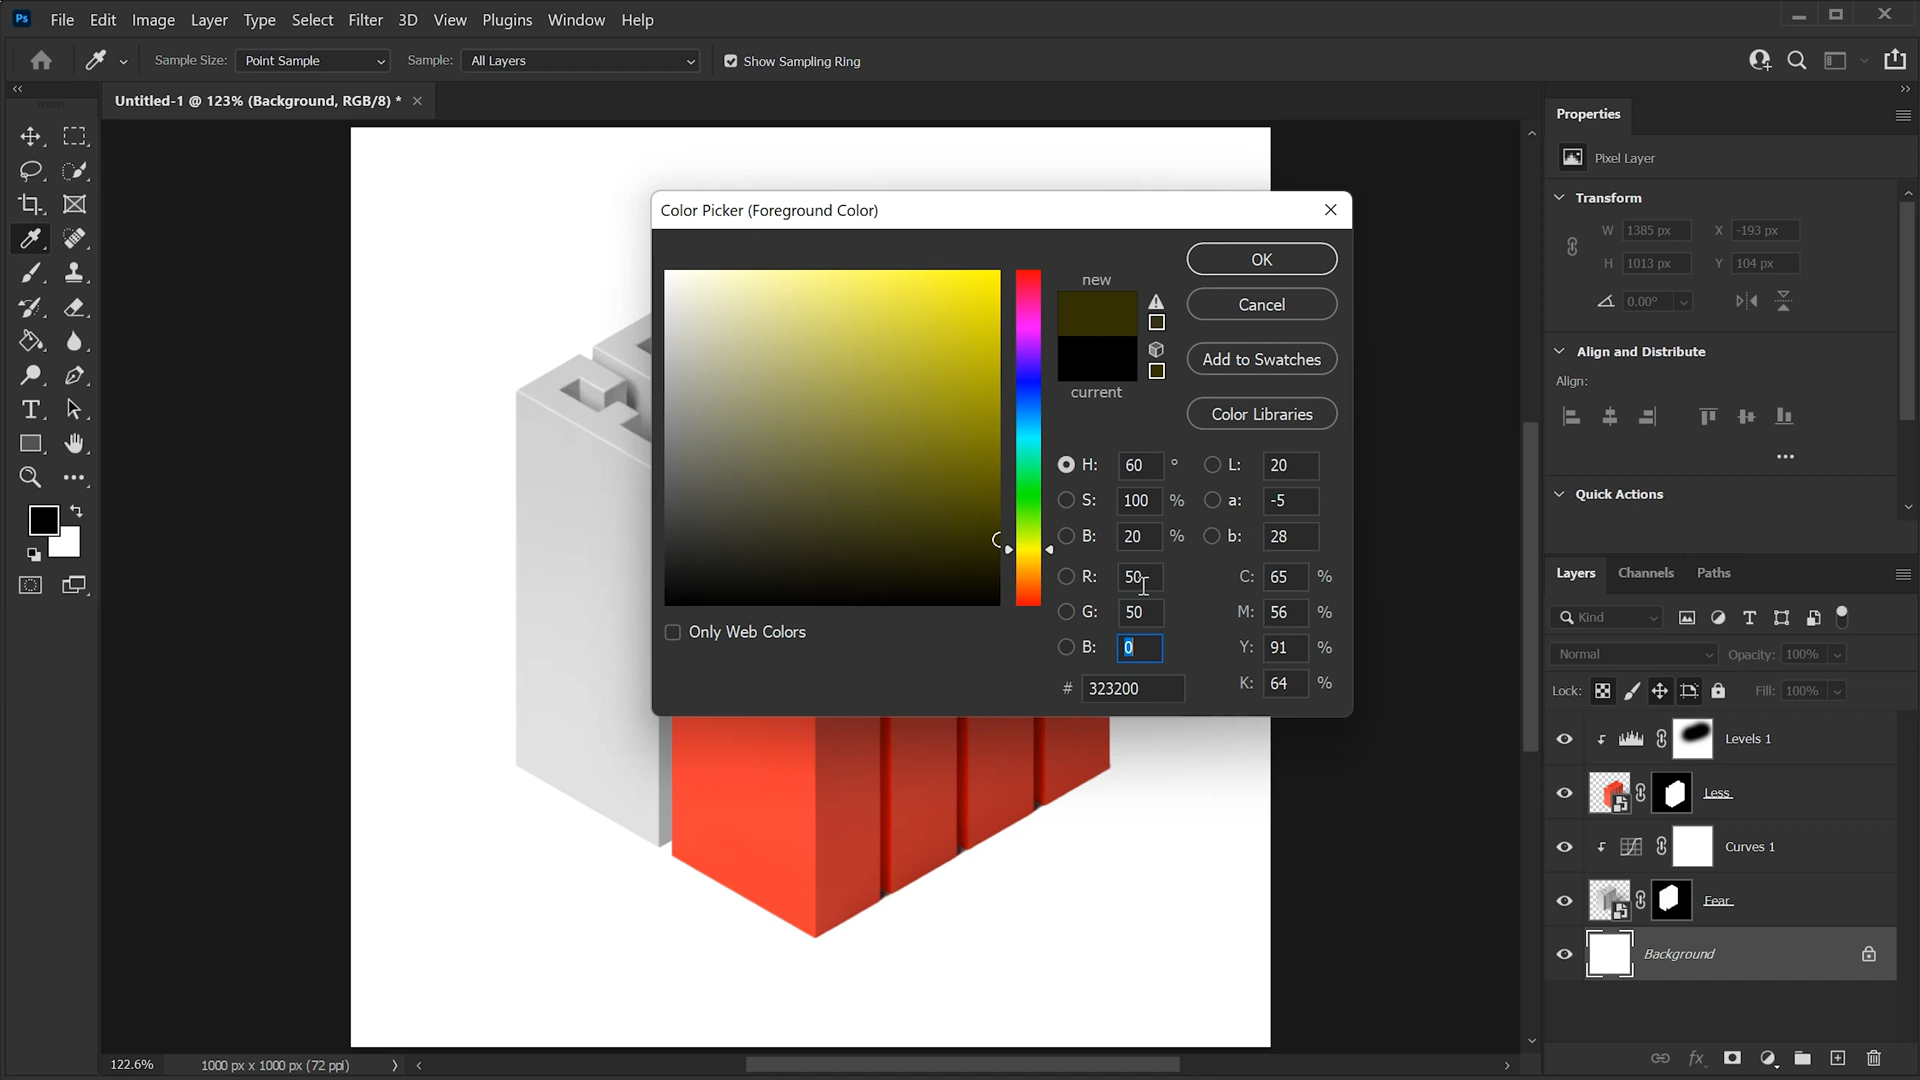 Ps File Edit Image Layer Type Select Filter 3D View Plugins Window Help
Sample Size: Point Sample Sample: All Layers Show Sampling Ring
Untitled-1 @ 123% (Background, RGB/8) *
Color Picker (Foreground Color)
new
current
OK
Cancel
Add to Swatches
Color Libraries
H: 60 ° L: 20
S: 100 % a: -5
B: 20 % b: 28
R: 50 C: 65 %
G: 50 M: 56 %
B: 0 Y: 91 %
# 323200 K: 64 %
Only Web Colors
Properties
Pixel Layer
Transform
W 1385 px X -193 px
H 1013 px Y 104 px
0.00°
Align and Distribute
Align:
Quick Actions
Layers Channels Paths
Kind
Normal Opacity: 100%
Lock: Fill: 100%
Levels 1
Less
Curves 1
Fear
Background
122.6% 1000 px x 1000 px (72 ppi)